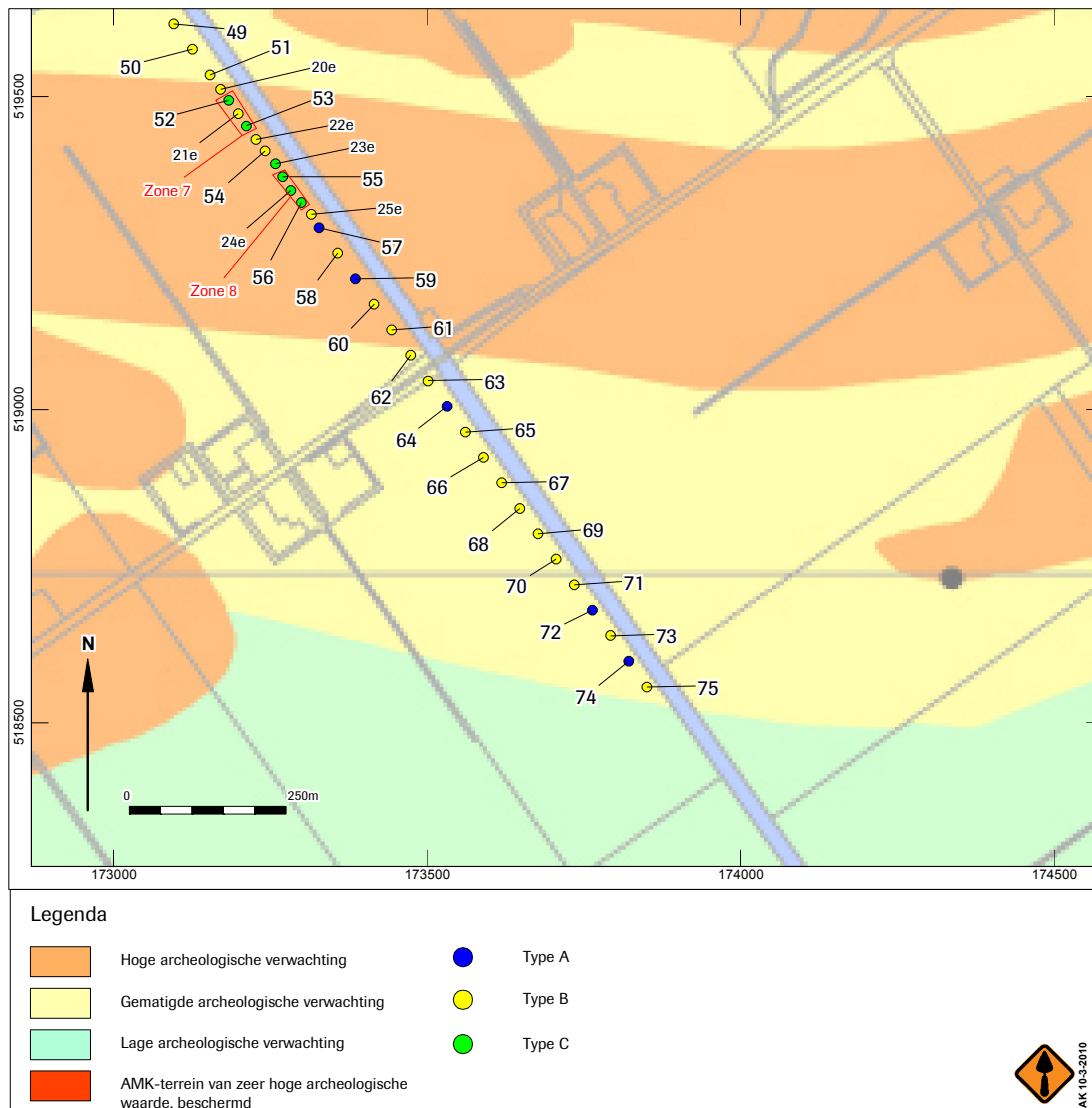 49
50
51
20e
52
53
22e
21e
23e
Zone 7
54
55
24e
25e
56
57
Zone 8
58
59
60
61
62
63
64
65
66
67
68
69
70
71
72
73
74
75
519500
519000
518500
N
0 250m
173000 173500 174000 174500
Legenda
Hoge archeologische verwachting
Gematigde archeologische verwachting
Lage archeologische verwachting
AMK-terrein van zeer hoge archeologische
waarde, beschermd
Type A
Type B
Type C
AK 10-3-2010